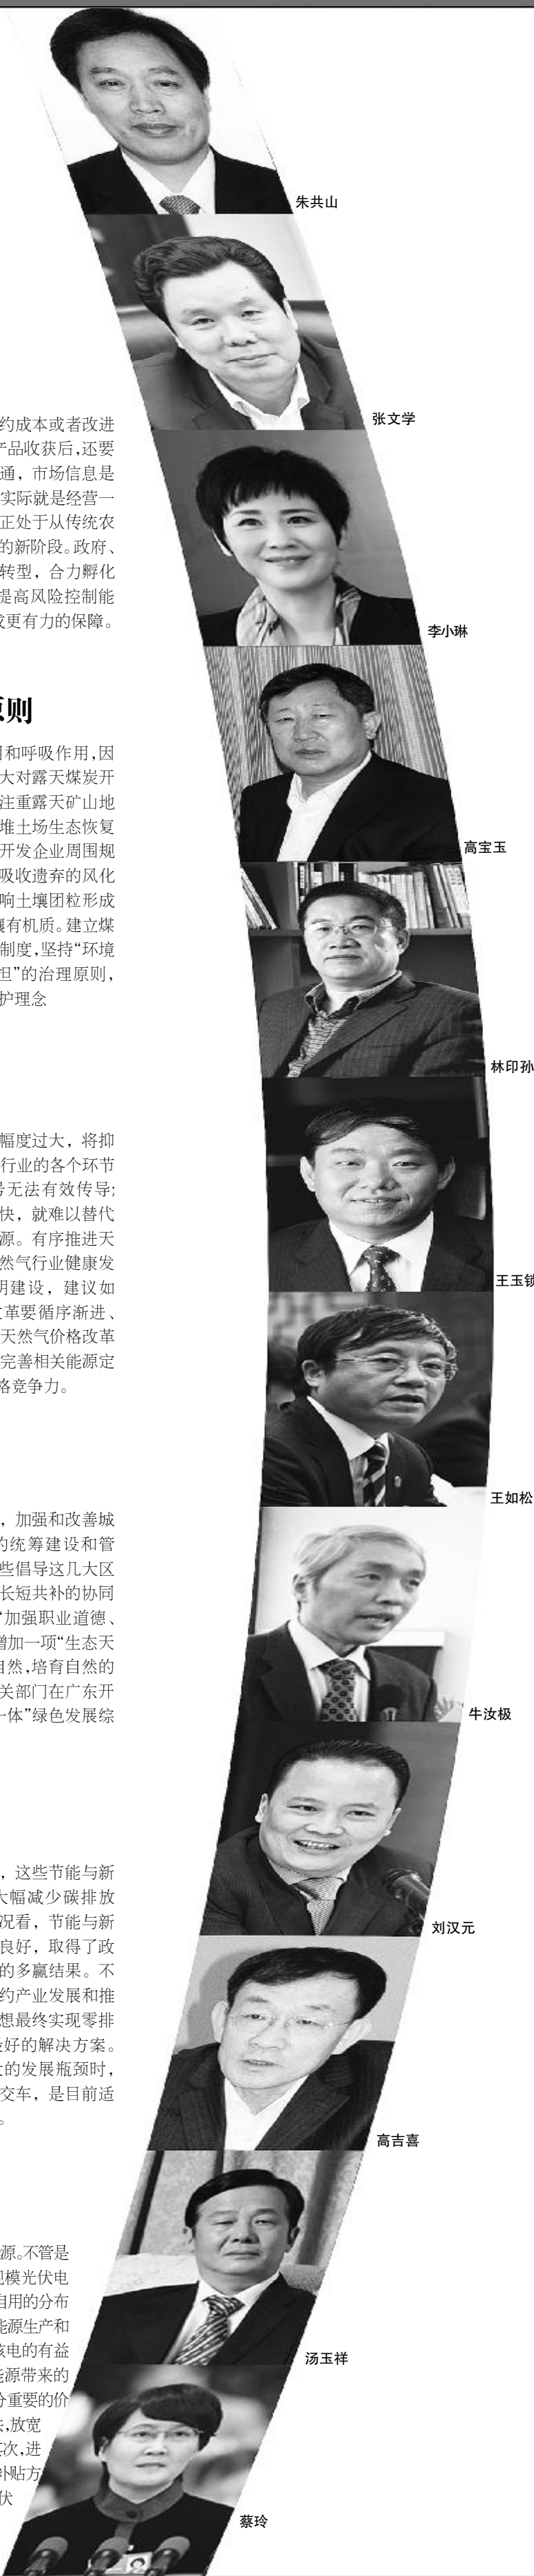 朱共山
张文学
约成本或者改进
产品收获后,还要
通，市场信息是
实际就是经营一
正处于从传统农
的新阶段。政府、
转型，合力孵化
提高风险控制能
更有力的保障。
李小琳
原则
和呼吸作用,因
大对露天煤炭开
注重露天矿山地
堆土场生态恢复
开发企业周围规
吸收遗弃的风化
响土壤团粒形成
壤有机质。建立煤
制度,坚持“环境
担”的治理原则，
护理念
高宝玉
林印孙
幅度过大，将抑
行业的各个环节
号无法有效传导;
快，就难以替代
源。有序推进天
然气行业健康发
明建设，建议如
改革要循序渐进、
天然气价格改革
完善相关能源定
格竞争力。
王玉锁
王如松
，加强和改善城
的统筹建设和管
些倡导这几大区
长短共补的协同
“加强职业道德、
增加一项“生态天
自然,培育自然的
关部门在广东开
一体”绿色发展综
牛汝极
，这些节能与新
大幅减少碳排放
况看，节能与新
良好，取得了政
的多赢结果。不
约产业发展和推
想最终实现零排
最好的解决方案。
大的发展瓶颈时，
交车，是目前适
。
刘汉元
高吉喜
源。不管是
规模光伏电
自用的分布
能源生产和
核电的有益
能源带来的
分重要的价
,放宽
次,进
补贴方
伏
汤玉祥
蔡玲